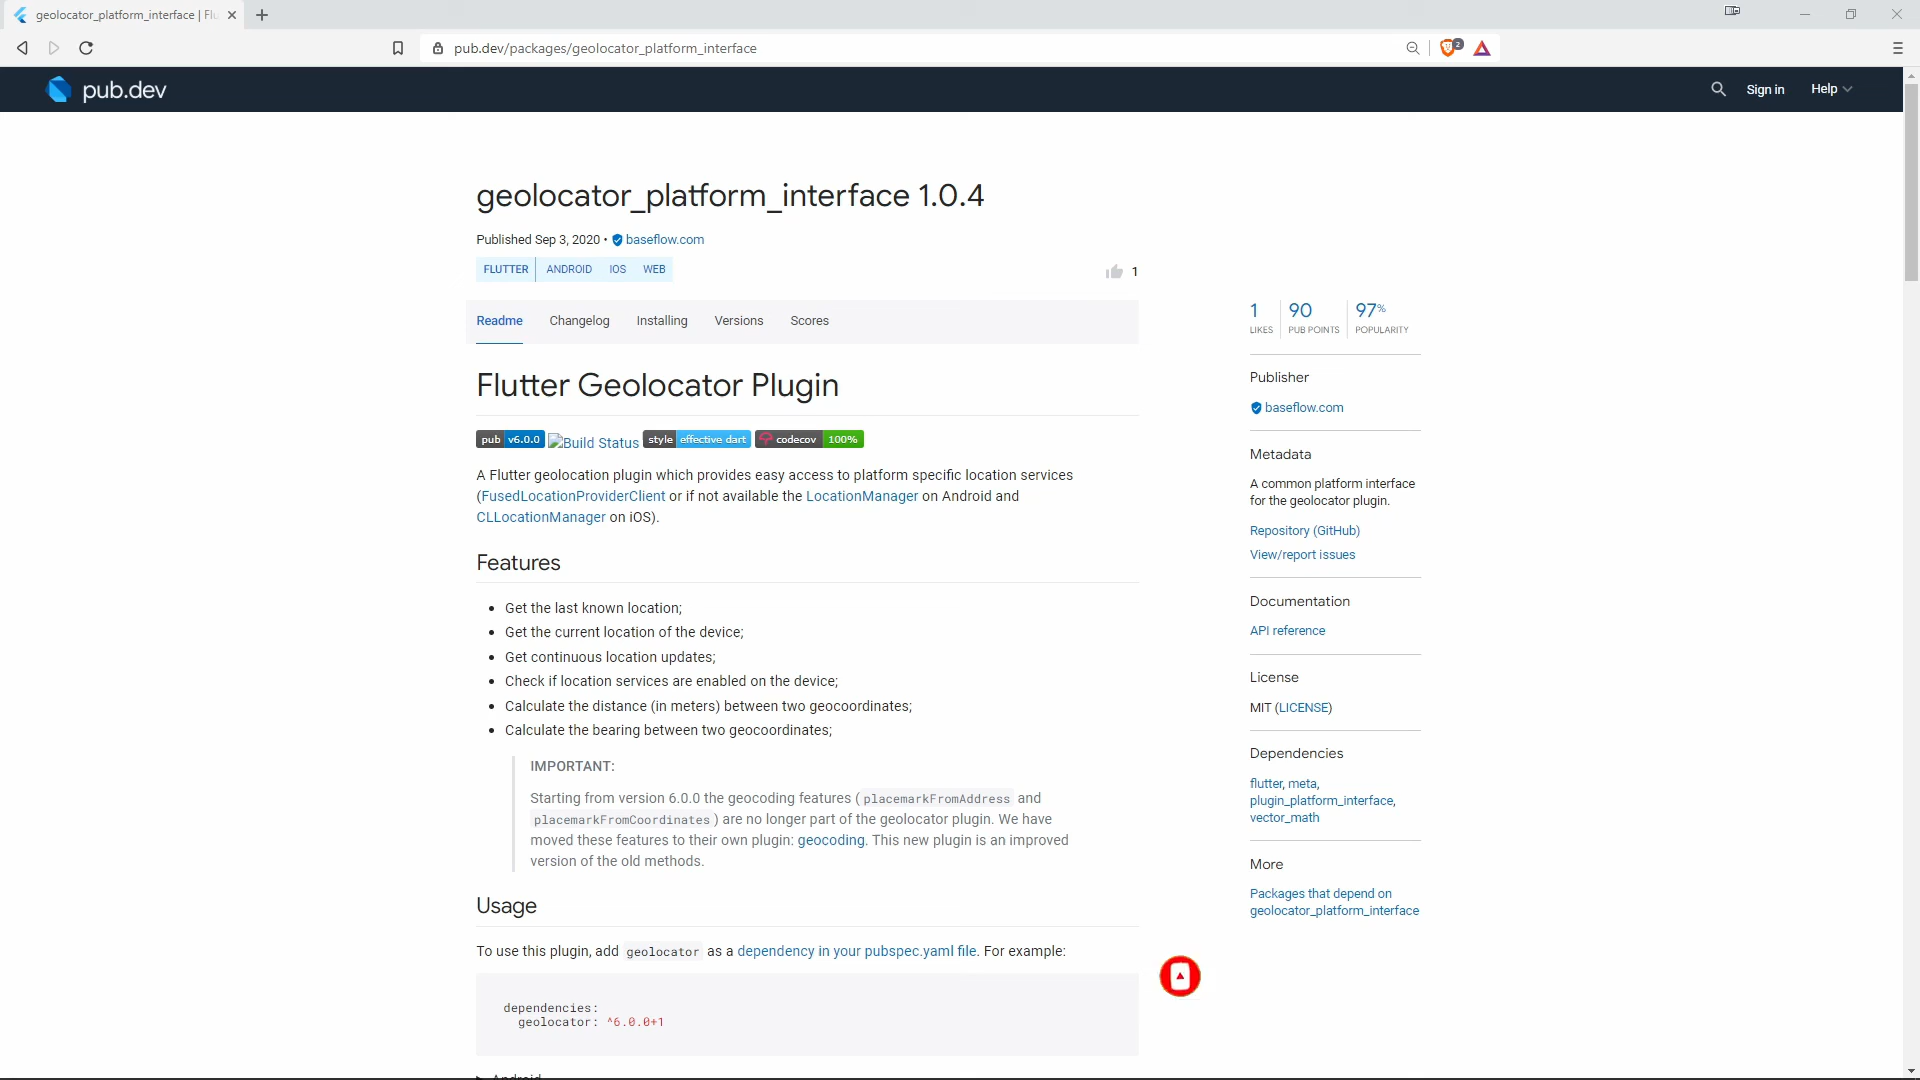 geolocator_platform_interface | Flu
pub.dev/packages/geolocator_platform_interface
2
pub.dev
Sign in
Help
geolocator_platform_interface 1.0.4
Published Sep 3, 2020 • baseflow.com
FLUTTER ANDROID IOS WEB
1
Readme Changelog Installing Versions Scores
Flutter Geolocator Plugin
pub v6.0.0 Build Status style effective dart codecov 100%
A Flutter geolocation plugin which provides easy access to platform specific location services
(FusedLocationProviderClient or if not available the LocationManager on Android and
CLLocationManager on iOS).
Features
• Get the last known location;
• Get the current location of the device;
• Get continuous location updates;
• Check if location services are enabled on the device;
• Calculate the distance (in meters) between two geocoordinates;
• Calculate the bearing between two geocoordinates;
IMPORTANT:
Starting from version 6.0.0 the geocoding features ( placemarkFromAddress and
placemarkFromCoordinates ) are no longer part of the geolocator plugin. We have
moved these features to their own plugin: geocoding. This new plugin is an improved
version of the old methods.
Usage
To use this plugin, add geolocator as a dependency in your pubspec.yaml file. For example:
dependencies:
geolocator: ^6.0.0+1
Android
1 90 97%
LIKES PUB POINTS POPULARITY
Publisher
baseflow.com
Metadata
A common platform interface
for the geolocator plugin.
Repository (GitHub)
View/report issues
Documentation
API reference
License
MIT (LICENSE)
Dependencies
flutter, meta,
plugin_platform_interface,
vector_math
More
Packages that depend on
geolocator_platform_interface